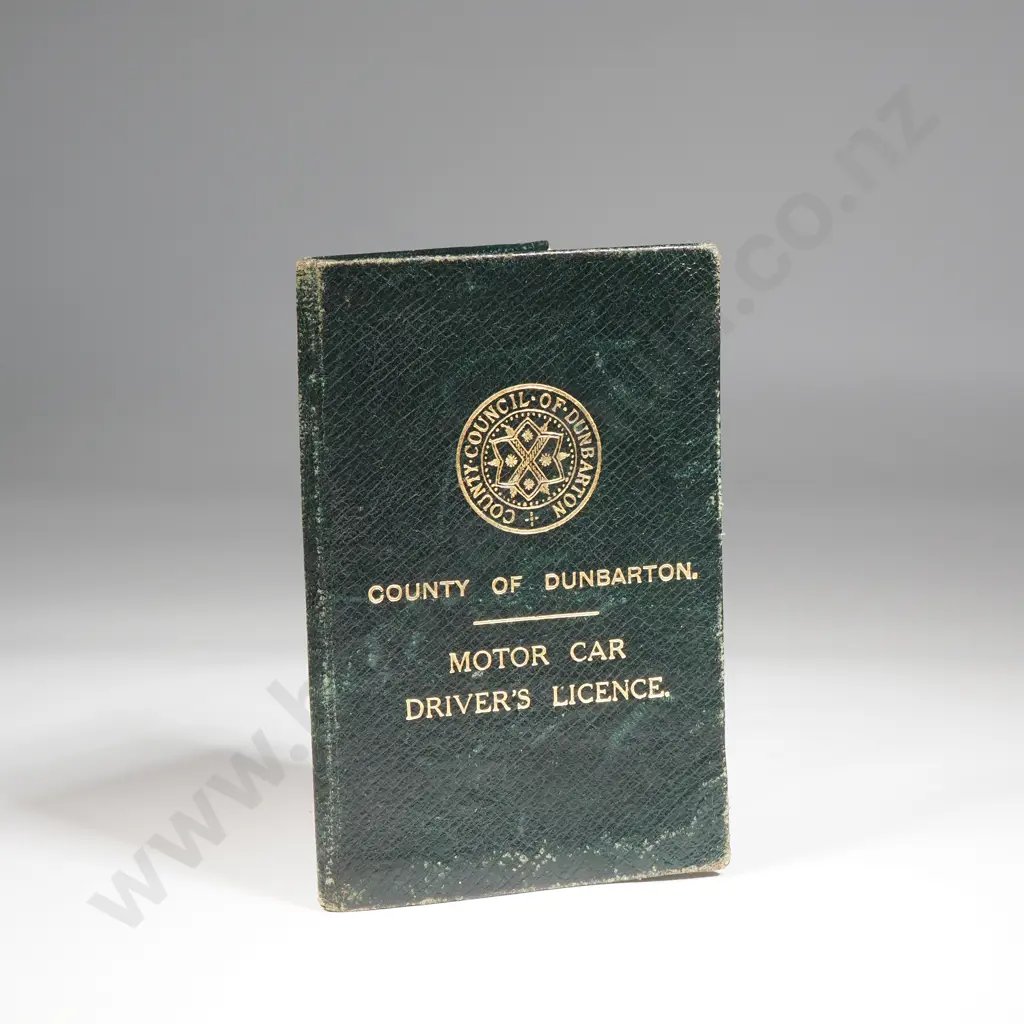 COUNTY·COUNCIL·OF·DUNBARTON
COUNTY OF DUNBARTON.
MOTOR CAR
DRIVER'S LICENCE.